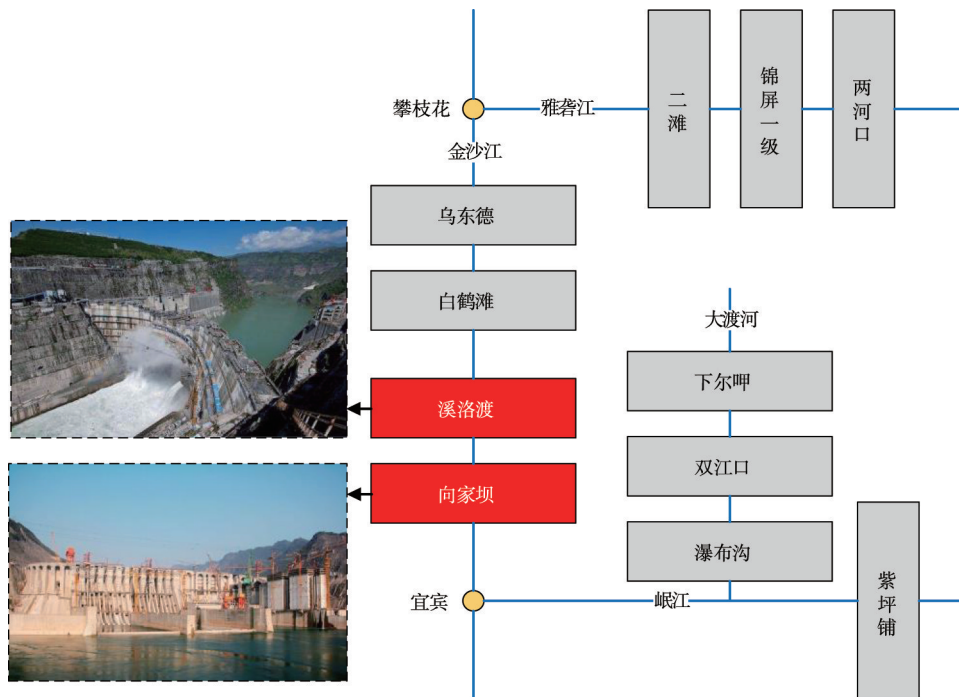 攀枝花
雅砻江
二滩
锦屏一级
两河口
金沙江
乌东德
白鹤滩
大渡河
溪洛渡
下尔呷
向家坝
双江口
瀑布沟
宜宾
岷江
紫坪铺